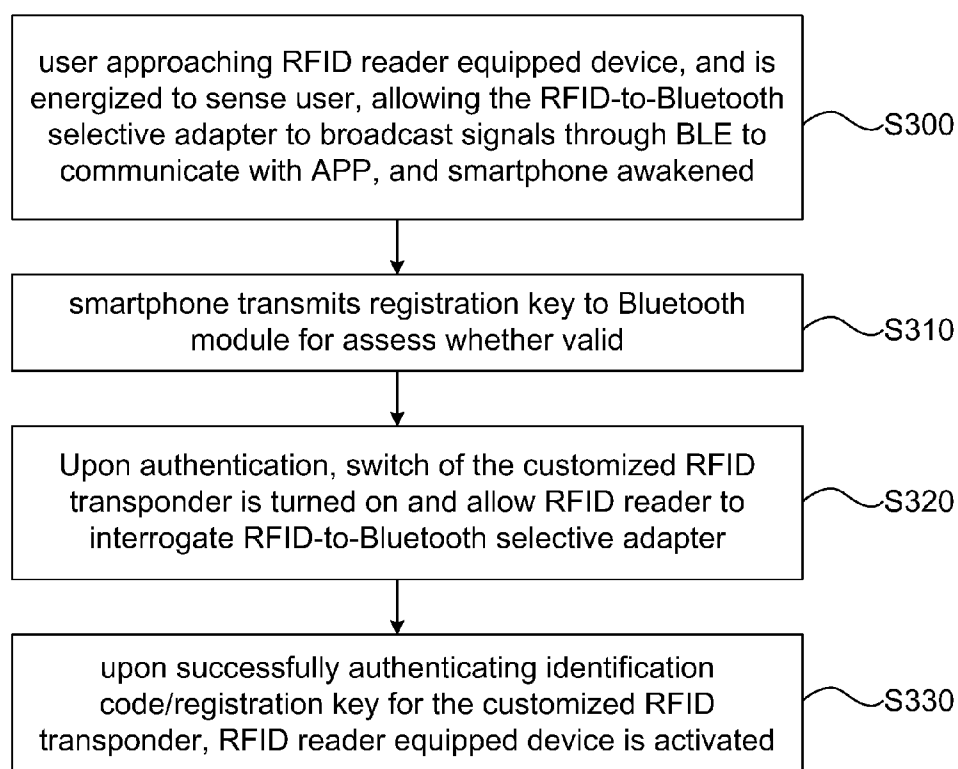 user approaching RFID reader equipped device, and is
energized to sense user, allowing the RFID-to-Bluetooth
selective adapter to broadcast signals through BLE to
communicate with APP, and smartphone awakened
S300
smartphone transmits registration key to Bluetooth
module for assess whether valid
S310
Upon authentication, switch of the customized RFID
transponder is turned on and allow RFID reader to
interrogate RFID-to-Bluetooth selective adapter
S320
upon successfully authenticating identification
code/registration key for the customized RFID
transponder, RFID reader equipped device is activated
S330